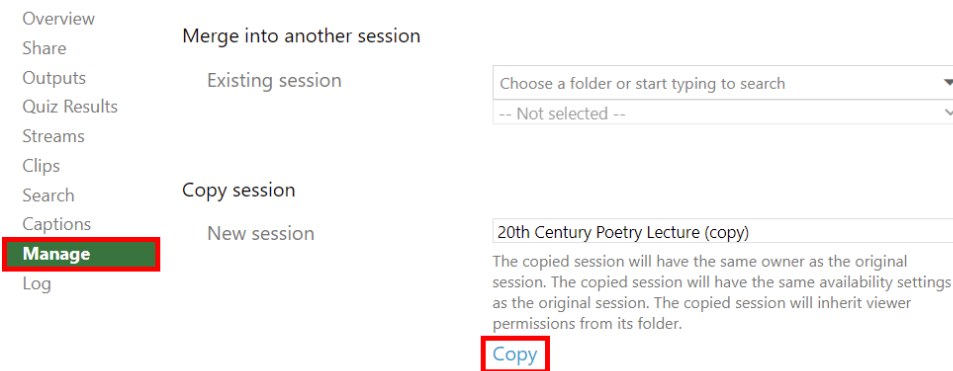 Overview
Share
Outputs
Quiz Results
Streams
Clips
Search
Captions
Manage
Log
Merge into another session
Existing session
Choose a folder or start typing to search
-- Not selected --
Copy session
New session
20th Century Poetry Lecture (copy)
The copied session will have the same owner as the original
session. The copied session will have the same availability settings
as the original session. The copied session will inherit viewer
permissions from its folder.
Copy